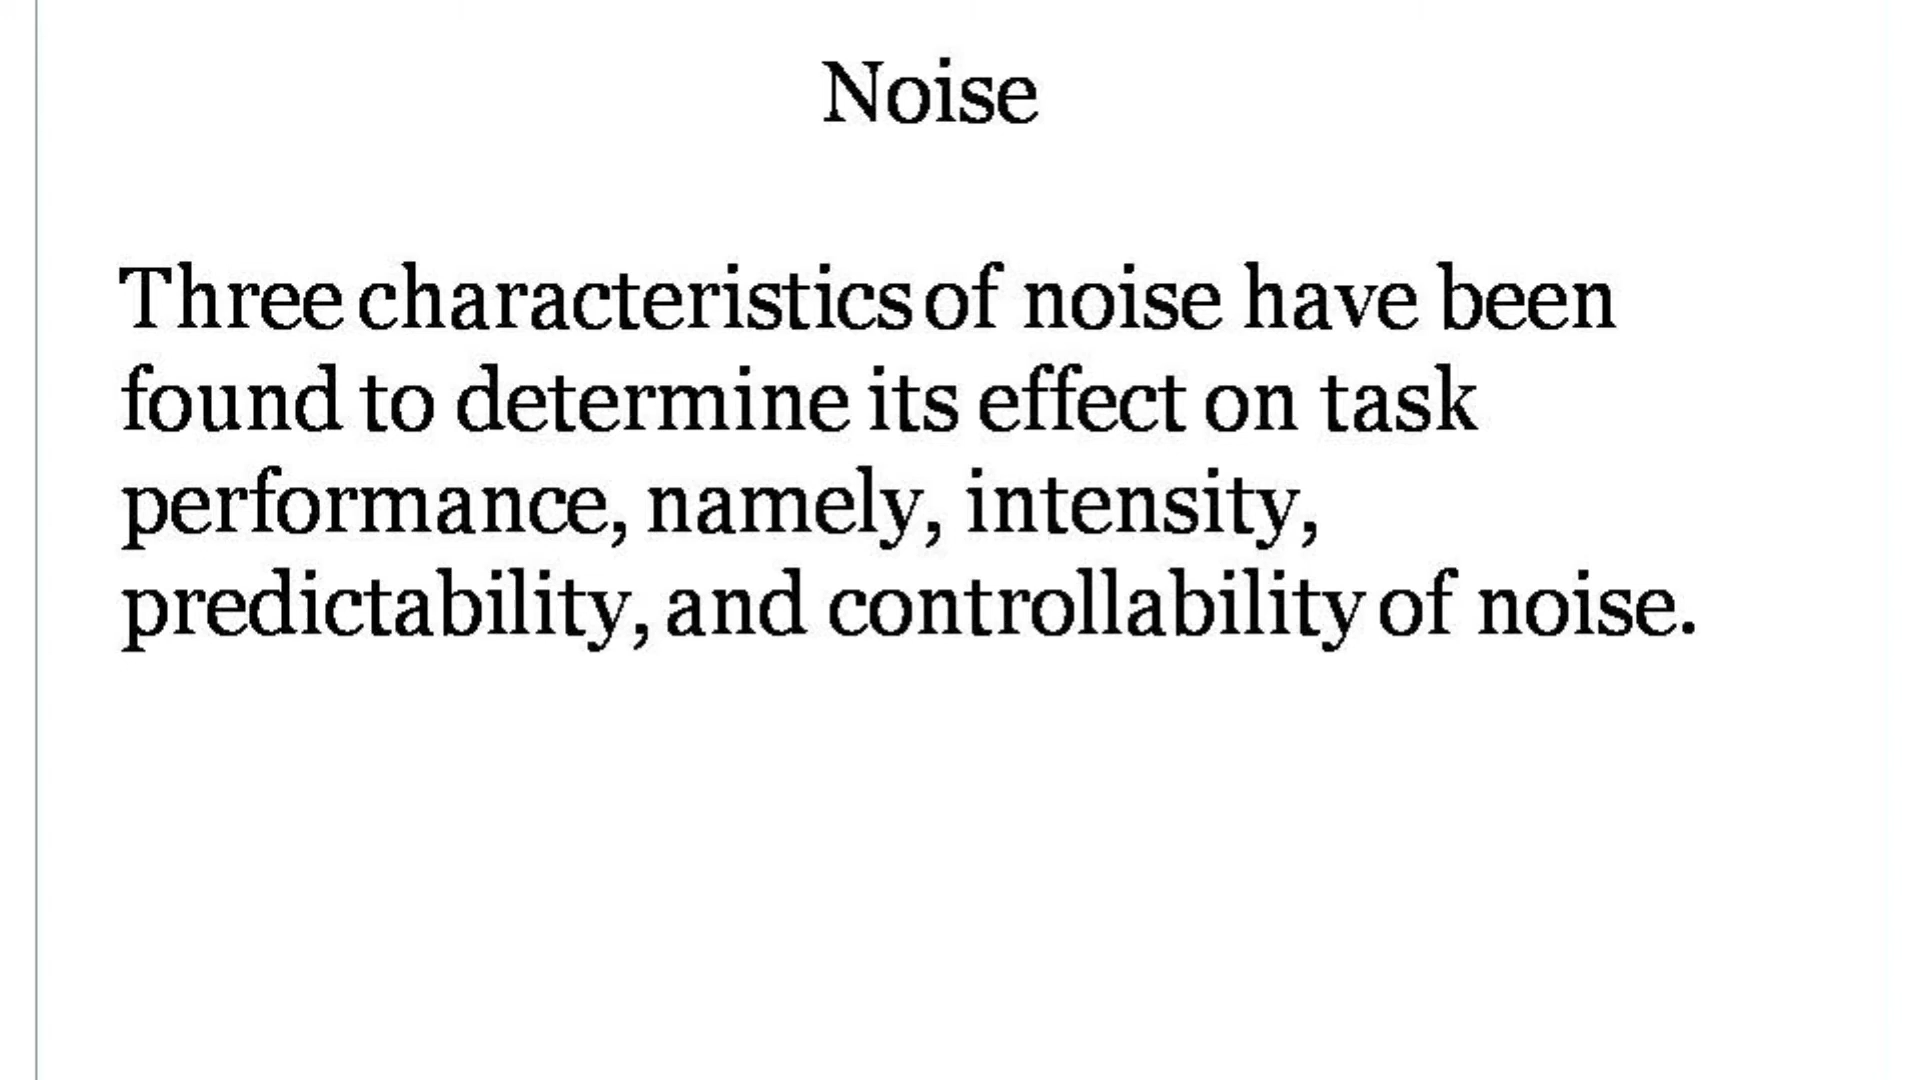 Noise
Three characteristics of noise have been
found to determine its effect on task
performance, namely, intensity,
predictability, and controllability of noise.